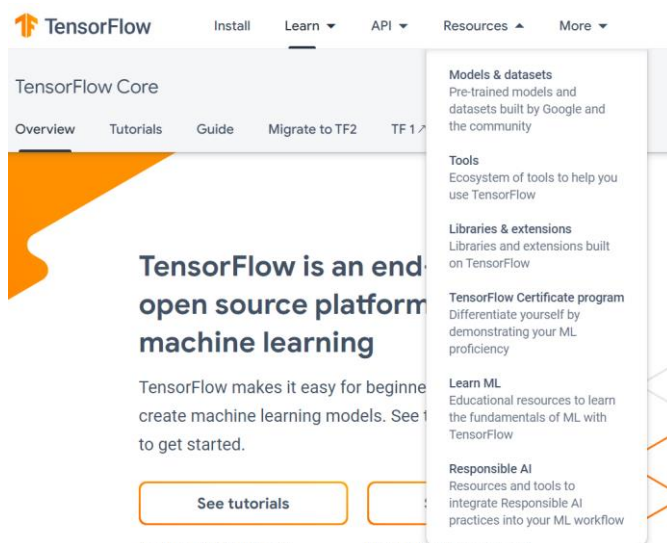 TensorFlow
Install
Learn
API
Resources
More
TensorFlow Core
Overview
Tutorials
Guide
Migrate to TF2
TF 1
Models & datasets
Pre-trained models and
datasets built by Google and
the community
Tools
Ecosystem of tools to help you
use TensorFlow
Libraries & extensions
Libraries and extensions built
on TensorFlow
TensorFlow Certificate program
Differentiate yourself by
demonstrating your ML
proficiency
Learn ML
Educational resources to learn
the fundamentals of ML with
TensorFlow
Responsible AI
Resources and tools to
integrate Responsible AI
practices into your ML workflow
TensorFlow is an end-
open source platform
machine learning
TensorFlow makes it easy for beginne
create machine learning models. See
to get started.
See tutorials